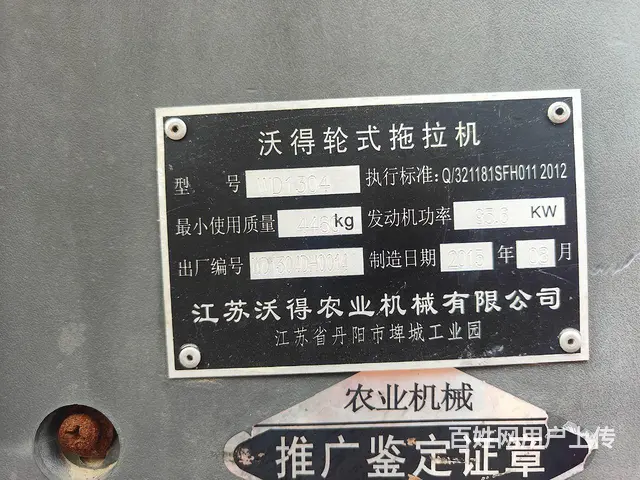 沃得轮式拖拉机
型 号 WD1304 执行标准:Q/321181SFH011 2012
最小使用质量 kg 发动机功率 KW
出厂编号 制造日期 年 月
江苏沃得农业机械有限公司
江苏省丹阳市埤城工业园
农业机械
推广鉴定证章
百姓网用户上传